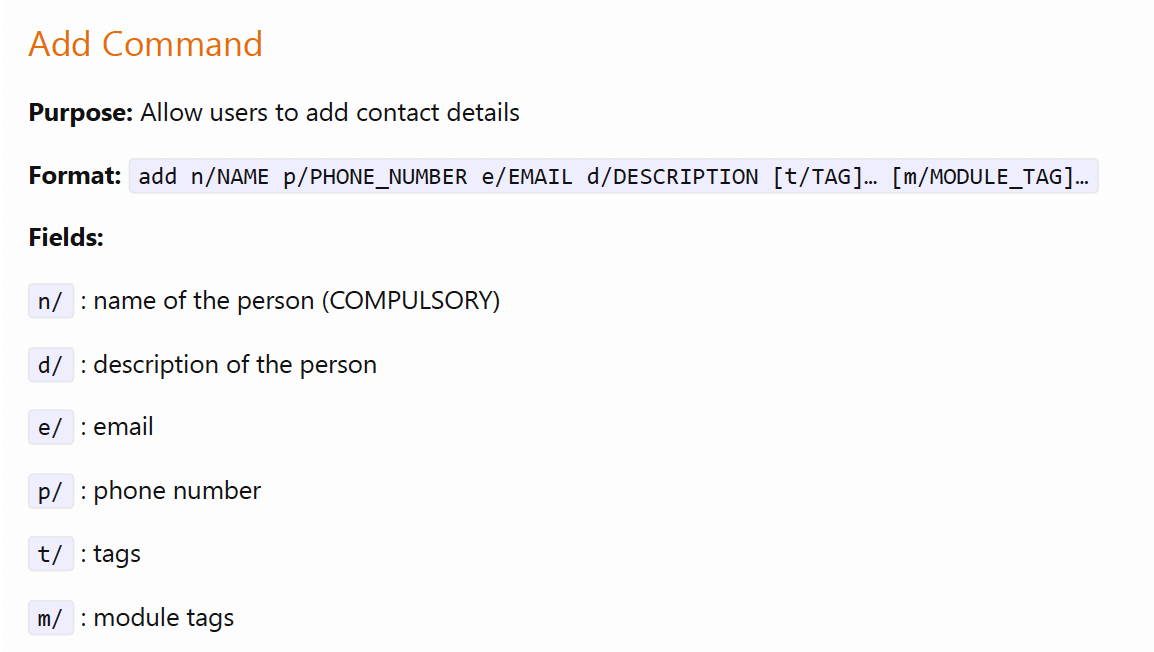 Add Command
Purpose: Allow users to add contact details
Format: add n/NAME p/PHONE_NUMBER e/EMAIL d/DESCRIPTION [t/TAG]… [m/MODULE_TAG]…
Fields:
n/ : name of the person (COMPULSORY)
d/ : description of the person
e/ : email
p/ : phone number
t/ : tags
m/ : module tags